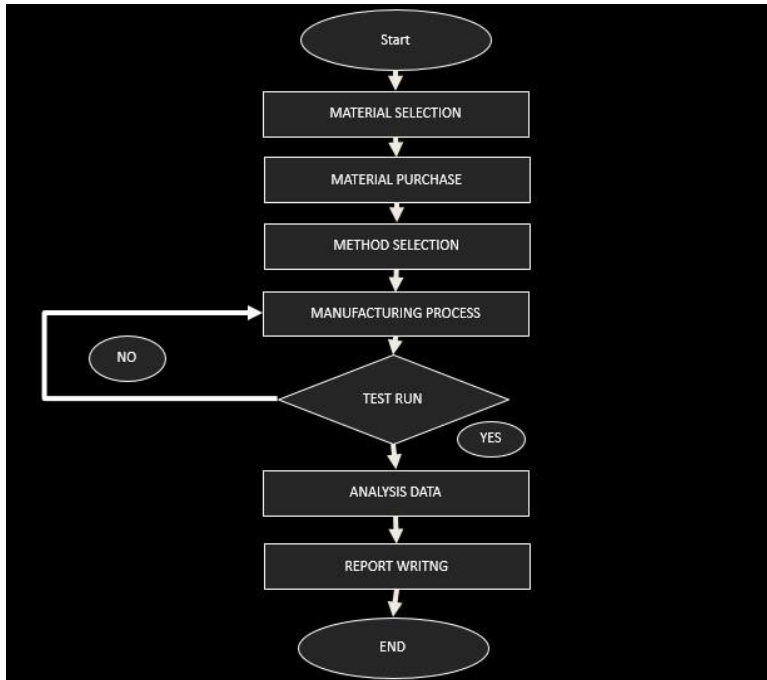 Start
MATERIAL SELECTION
MATERIAL PURCHASE
METHOD SELECTION
MANUFACTURING PROCESS
NO
TEST RUN
YES
ANALYSIS DATA
REPORT WRITNG
END